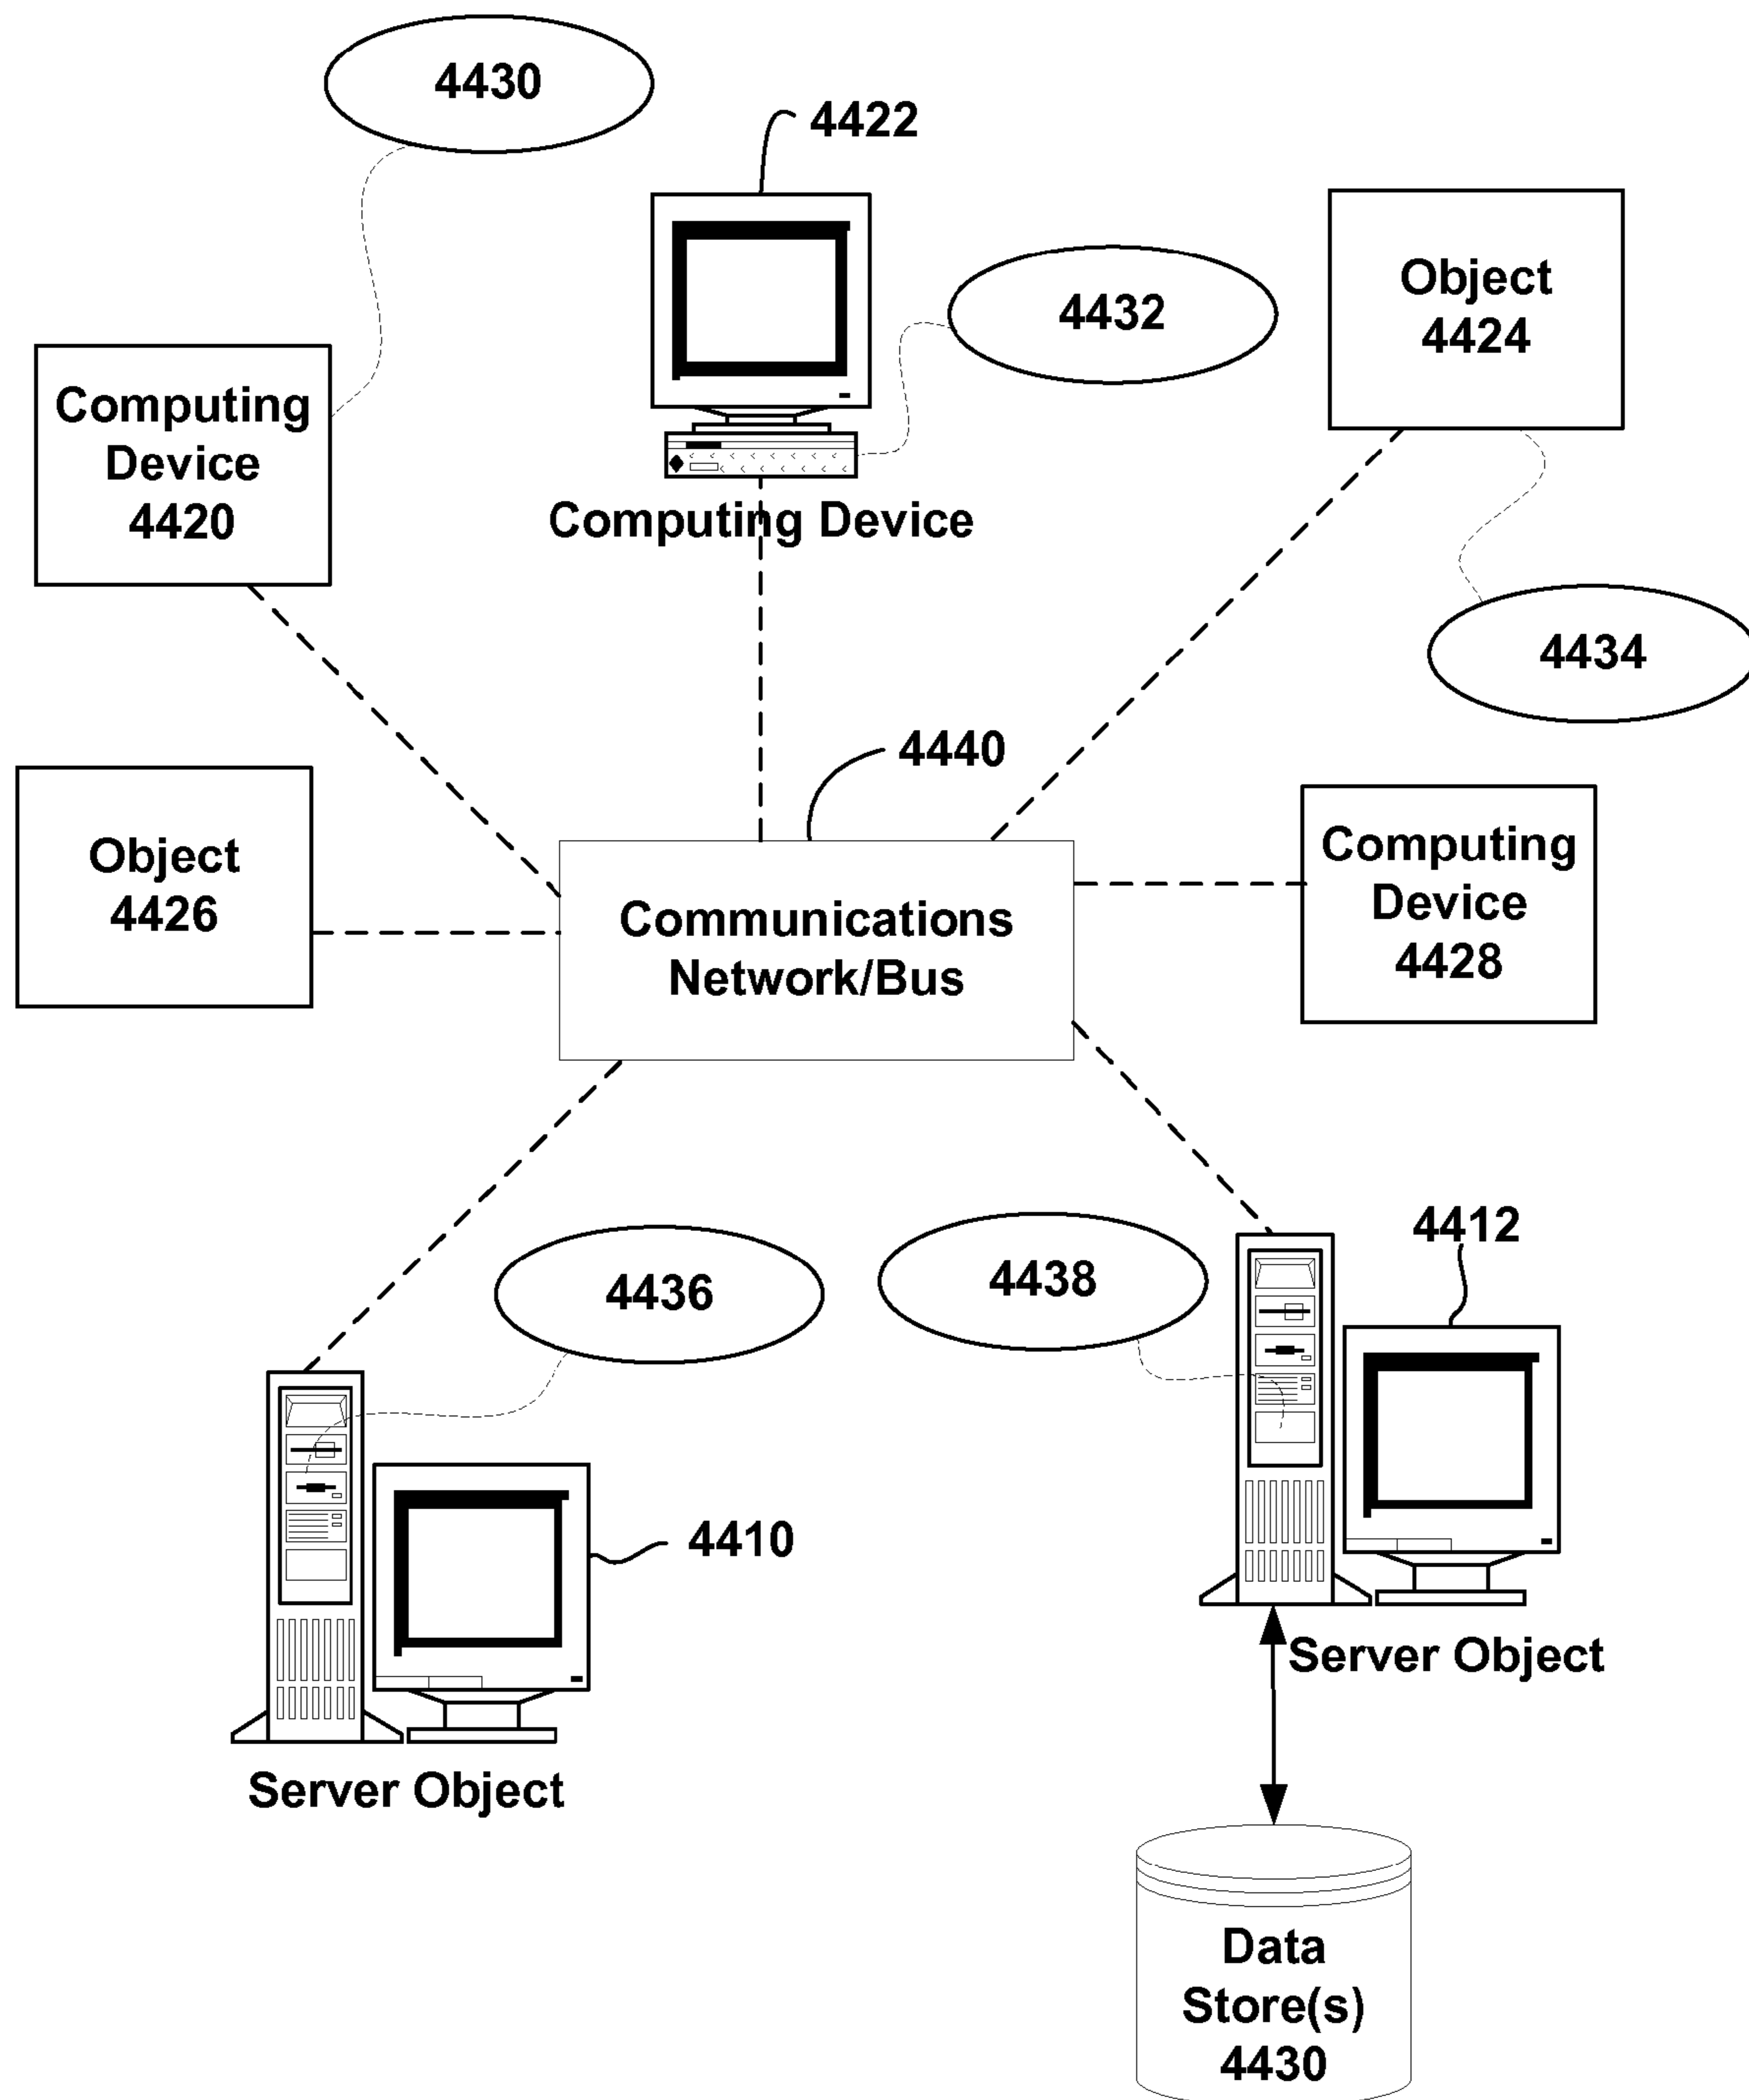 4430
4422
4432
Object
4424
Computing
Device
4420
Computing Device
4434
4440
Object
4426
Communications
Network/Bus
Computing
Device
4428
4436
4438
4412
4410
Server Object
Server Object
Data
Store(s)
4430